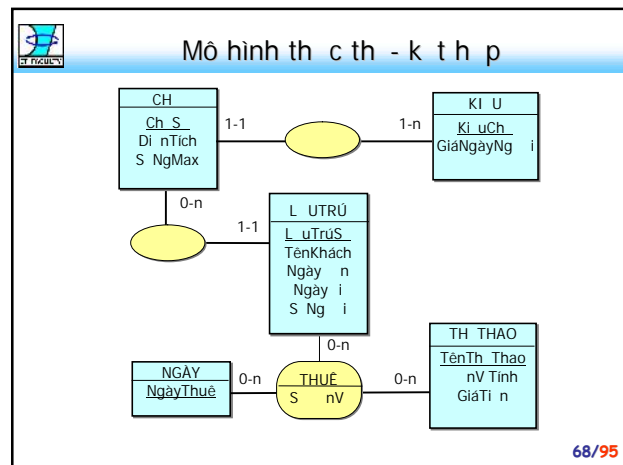 IT FACULTY
Mô hình th c th - k t h p
CH
Ch S
Di nTích
S NgMax
1-1
1-n
KI U
Ki uCh
GiáNgàyNg i
0-n
1-1
L UTRÚ
L uTrúS
TênKhách
Ngày n
Ngày i
S Ng i
0-n
NGÀY
NgàyThuê
0-n
THUÊ
S nV
0-n
TH THAO
TênTh Thao
nV Tính
GiáTi n
68/95